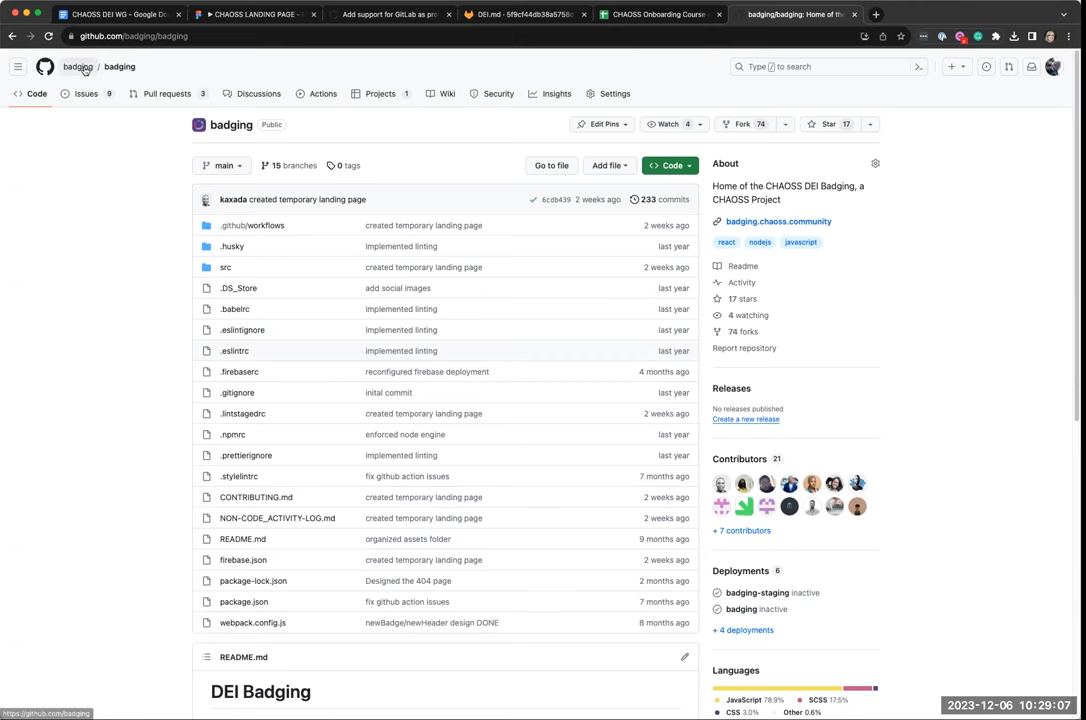 CHAOSS DEI WG - Google Do
▶ CHAOSS LANDING PAGE -
Add support for GitLab as pro
DEI.md · 5f9cf44db38a5758
CHAOSS Onboarding Course
badging/badging: Home of the
github.com/badging/badging
badging / badging
Type / to search
Code
Issues 9
Pull requests 3
Discussions
Actions
Projects 1
Wiki
Security
Insights
Settings
badging Public
Edit Pins
Watch 4
Fork 74
Star 17
main
15 branches
0 tags
Go to file
Add file
Code
kaxada created temporary landing page 6cdb439 2 weeks ago 233 commits
.github/workflows created temporary landing page 2 weeks ago
.husky implemented linting last year
src created temporary landing page 2 weeks ago
.DS_Store add social images last year
.babelrc implemented linting last year
.eslintignore implemented linting last year
.eslintrc implemented linting last year
.firebaserc reconfigured firebase deployment 4 months ago
.gitignore inital commit last year
.lintstagedrc created temporary landing page 2 weeks ago
.npmrc enforced node engine last year
.prettierignore implemented linting last year
.stylelintrc fix github action issues 7 months ago
CONTRIBUTING.md created temporary landing page 2 weeks ago
NON-CODE_ACTIVITY-LOG.md created temporary landing page 2 weeks ago
README.md organized assets folder 9 months ago
firebase.json created temporary landing page 2 weeks ago
package-lock.json Designed the 404 page 2 months ago
package.json fix github action issues 7 months ago
webpack.config.js newBadge/newHeader design DONE 8 months ago
README.md
DEI Badging
About
Home of the CHAOSS DEI Badging, a
CHAOSS Project
badging.chaoss.community
react nodejs javascript
Readme
Activity
17 stars
4 watching
74 forks
Report repository
Releases
No releases published
Create a new release
Contributors 21
+ 7 contributors
Deployments 6
badging-staging inactive
badging inactive
+ 4 deployments
Languages
JavaScript 78.9% SCSS 17.5%
CSS 3.0% Other 0.6%
https://github.com/badging
2023-12-06 10:29:07